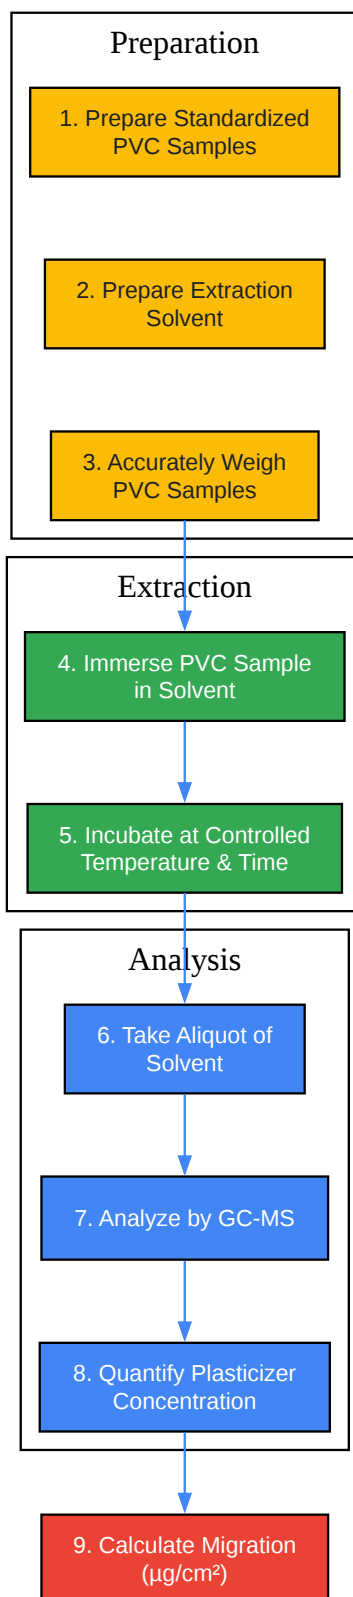 Preparation
1. Prepare Standardized
PVC Samples
2. Prepare Extraction
Solvent
3. Accurately Weigh
PVC Samples
Extraction
4. Immerse PVC Sample
in Solvent
5. Incubate at Controlled
Temperature & Time
Analysis
6. Take Aliquot of
Solvent
7. Analyze by GC-MS
8. Quantify Plasticizer
Concentration
9. Calculate Migration
(µg/cm²)